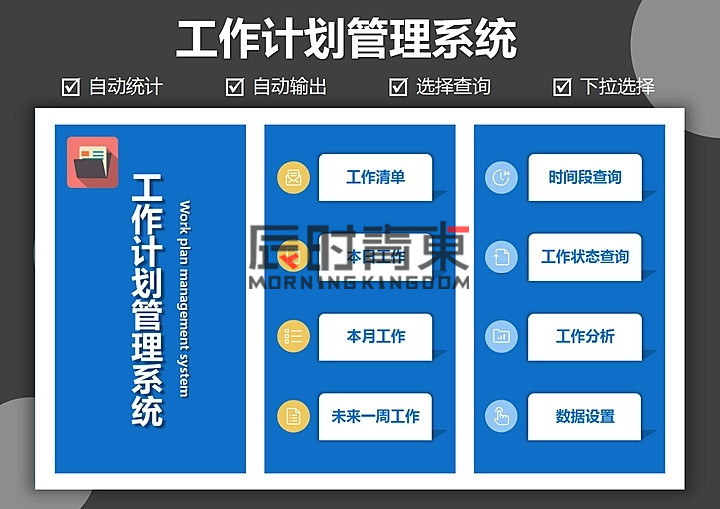 工作计划管理系统
自动统计
自动输出
选择查询
下拉选择
工作计划管理系统
Work plan management system
工作清单
本日工作
本月工作
未来一周工作
时间段查询
工作状态查询
工作分析
数据设置
辰时青東
MORNINGKINGDOM
24